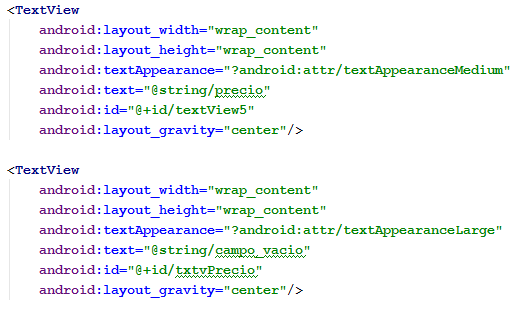 <TextView
    android:layout_width="wrap_content"
    android:layout_height="wrap_content"
    android:textAppearance="?android:attr/textAppearanceMedium"
    android:text="@string/precio"
    android:id="@+id/textView5"
    android:layout_gravity="center"/>

<TextView
    android:layout_width="wrap_content"
    android:layout_height="wrap_content"
    android:textAppearance="?android:attr/textAppearanceLarge"
    android:text="@string/campo_vacio"
    android:id="@+id/txtvPrecio"
    android:layout_gravity="center"/>